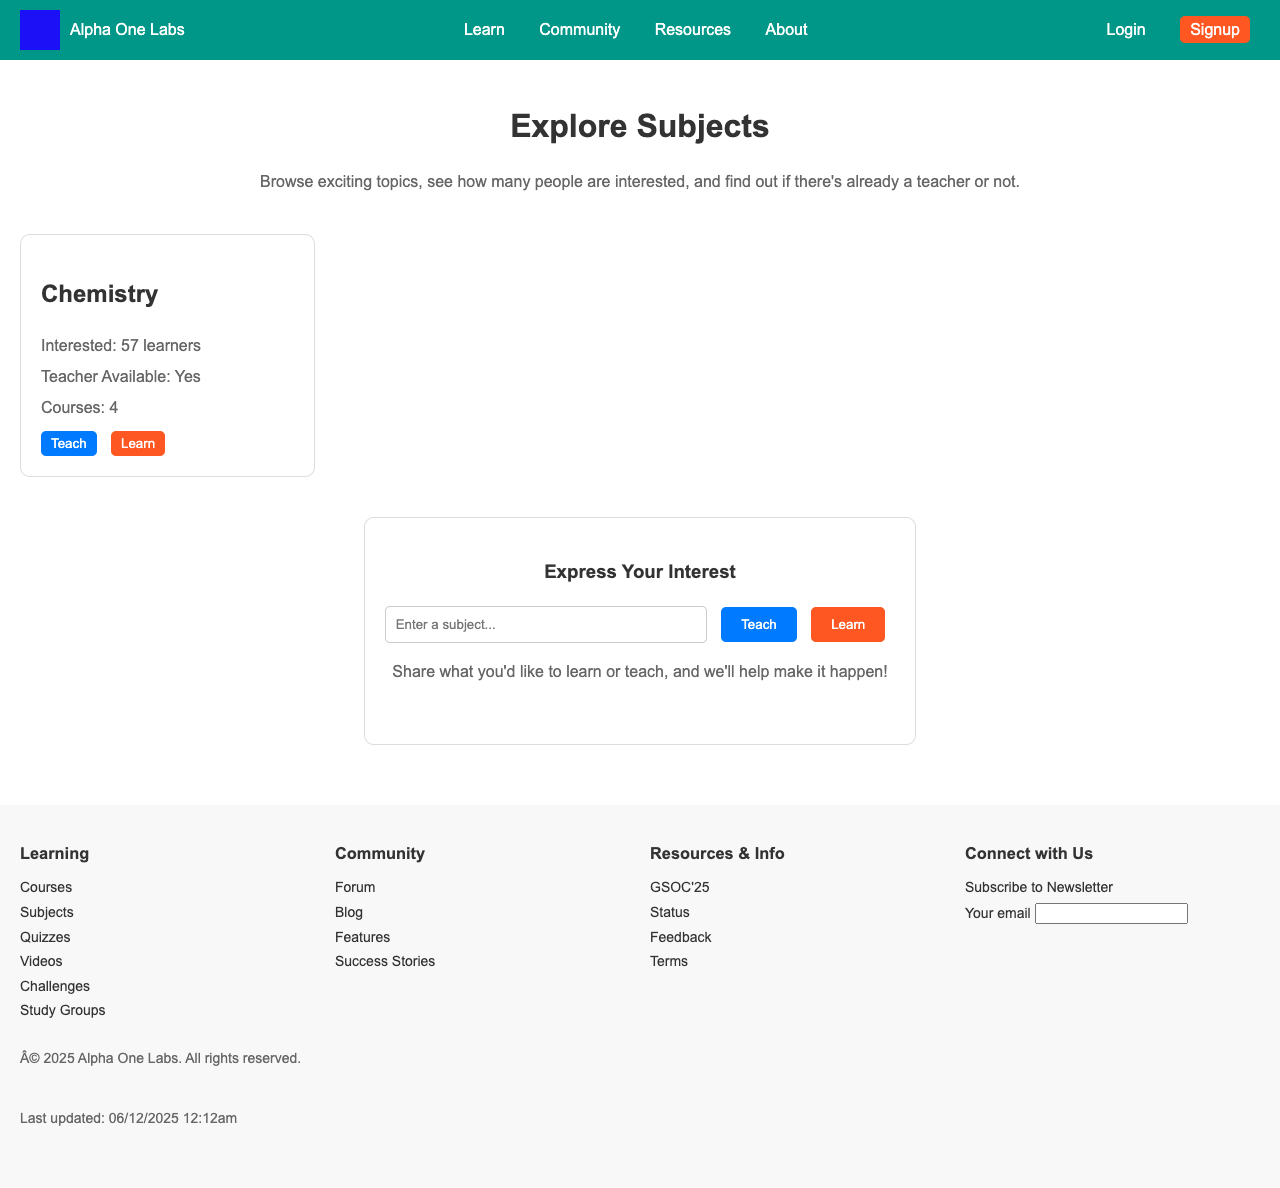 Alpha One Labs
Learn Community Resources About
Login Signup
Explore Subjects
Browse exciting topics, see how many people are interested, and find out if there's already a teacher or not.
Chemistry
Interested: 57 learners
Teacher Available: Yes
Courses: 4
Teach Learn
Express Your Interest
Enter a subject... Teach Learn
Share what you'd like to learn or teach, and we'll help make it happen!
Learning
Courses
Subjects
Quizzes
Videos
Challenges
Study Groups
Community
Forum
Blog
Features
Success Stories
Resources & Info
GSOC'25
Status
Feedback
Terms
Connect with Us
Subscribe to Newsletter
Your email
Â© 2025 Alpha One Labs. All rights reserved.
Last updated: 06/12/2025 12:12am